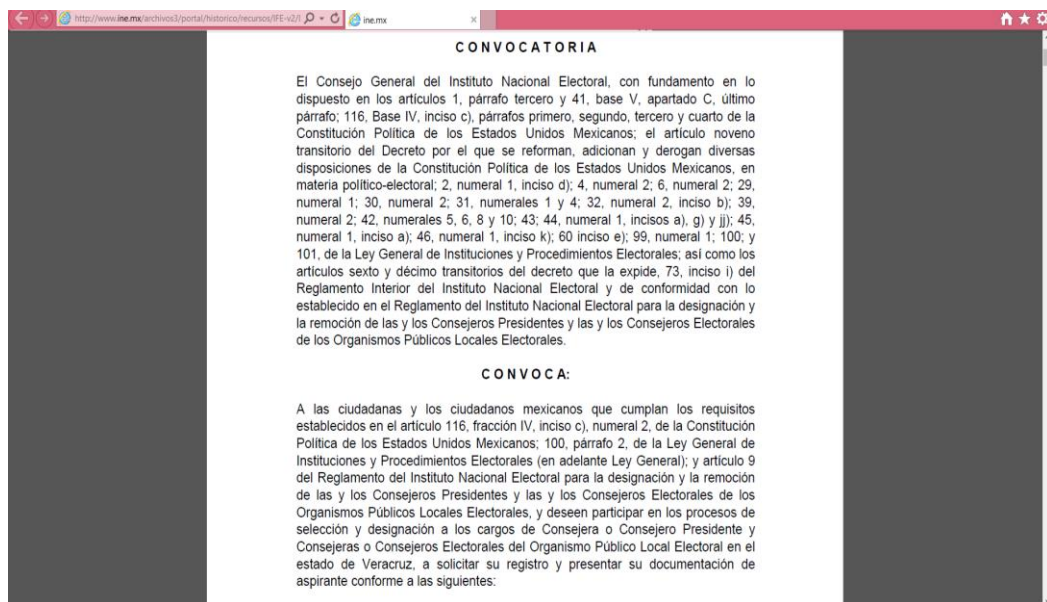 http://www.ine.mx/archivos3/portal/historico/recursos/IFE-v2/
ine.mx
CONVOCATORIA
El Consejo General del Instituto Nacional Electoral, con fundamento en lo
dispuesto en los artículos 1, párrafo tercero y 41, base V, apartado C, último
párrafo; 116, Base IV, inciso c), párrafos primero, segundo, tercero y cuarto de la
Constitución Política de los Estados Unidos Mexicanos; el artículo noveno
transitorio del Decreto por el que se reforman, adicionan y derogan diversas
disposiciones de la Constitución Política de los Estados Unidos Mexicanos, en
materia político-electoral; 2, numeral 1, inciso d); 4, numeral 2; 6, numeral 2; 29,
numeral 1; 30, numeral 2; 31, numerales 1 y 4; 32, numeral 2, inciso b); 39,
numeral 2; 42, numerales 5, 6, 8 y 10; 43; 44, numeral 1, incisos a), g) y jj); 45,
numeral 1, inciso a); 46, numeral 1, inciso k); 60 inciso e); 99, numeral 1; 100; y
101, de la Ley General de Instituciones y Procedimientos Electorales; así como los
artículos sexto y décimo transitorios del decreto que la expide, 73, inciso i) del
Reglamento Interior del Instituto Nacional Electoral y de conformidad con lo
establecido en el Reglamento del Instituto Nacional Electoral para la designación y
la remoción de las y los Consejeros Presidentes y las y los Consejeros Electorales
de los Organismos Públicos Locales Electorales.
CONVOCA:
A las ciudadanas y los ciudadanos mexicanos que cumplan los requisitos
establecidos en el artículo 116, fracción IV, inciso c), numeral 2, de la Constitución
Política de los Estados Unidos Mexicanos; 100, párrafo 2, de la Ley General de
Instituciones y Procedimientos Electorales (en adelante Ley General); y artículo 9
del Reglamento del Instituto Nacional Electoral para la designación y la remoción
de las y los Consejeros Presidentes y las y los Consejeros Electorales de los
Organismos Públicos Locales Electorales, y deseen participar en los procesos de
selección y designación a los cargos de Consejera o Consejero Presidente y
Consejeras o Consejeros Electorales del Organismo Público Local Electoral en el
estado de Veracruz, a solicitar su registro y presentar su documentación de
aspirante conforme a las siguientes: